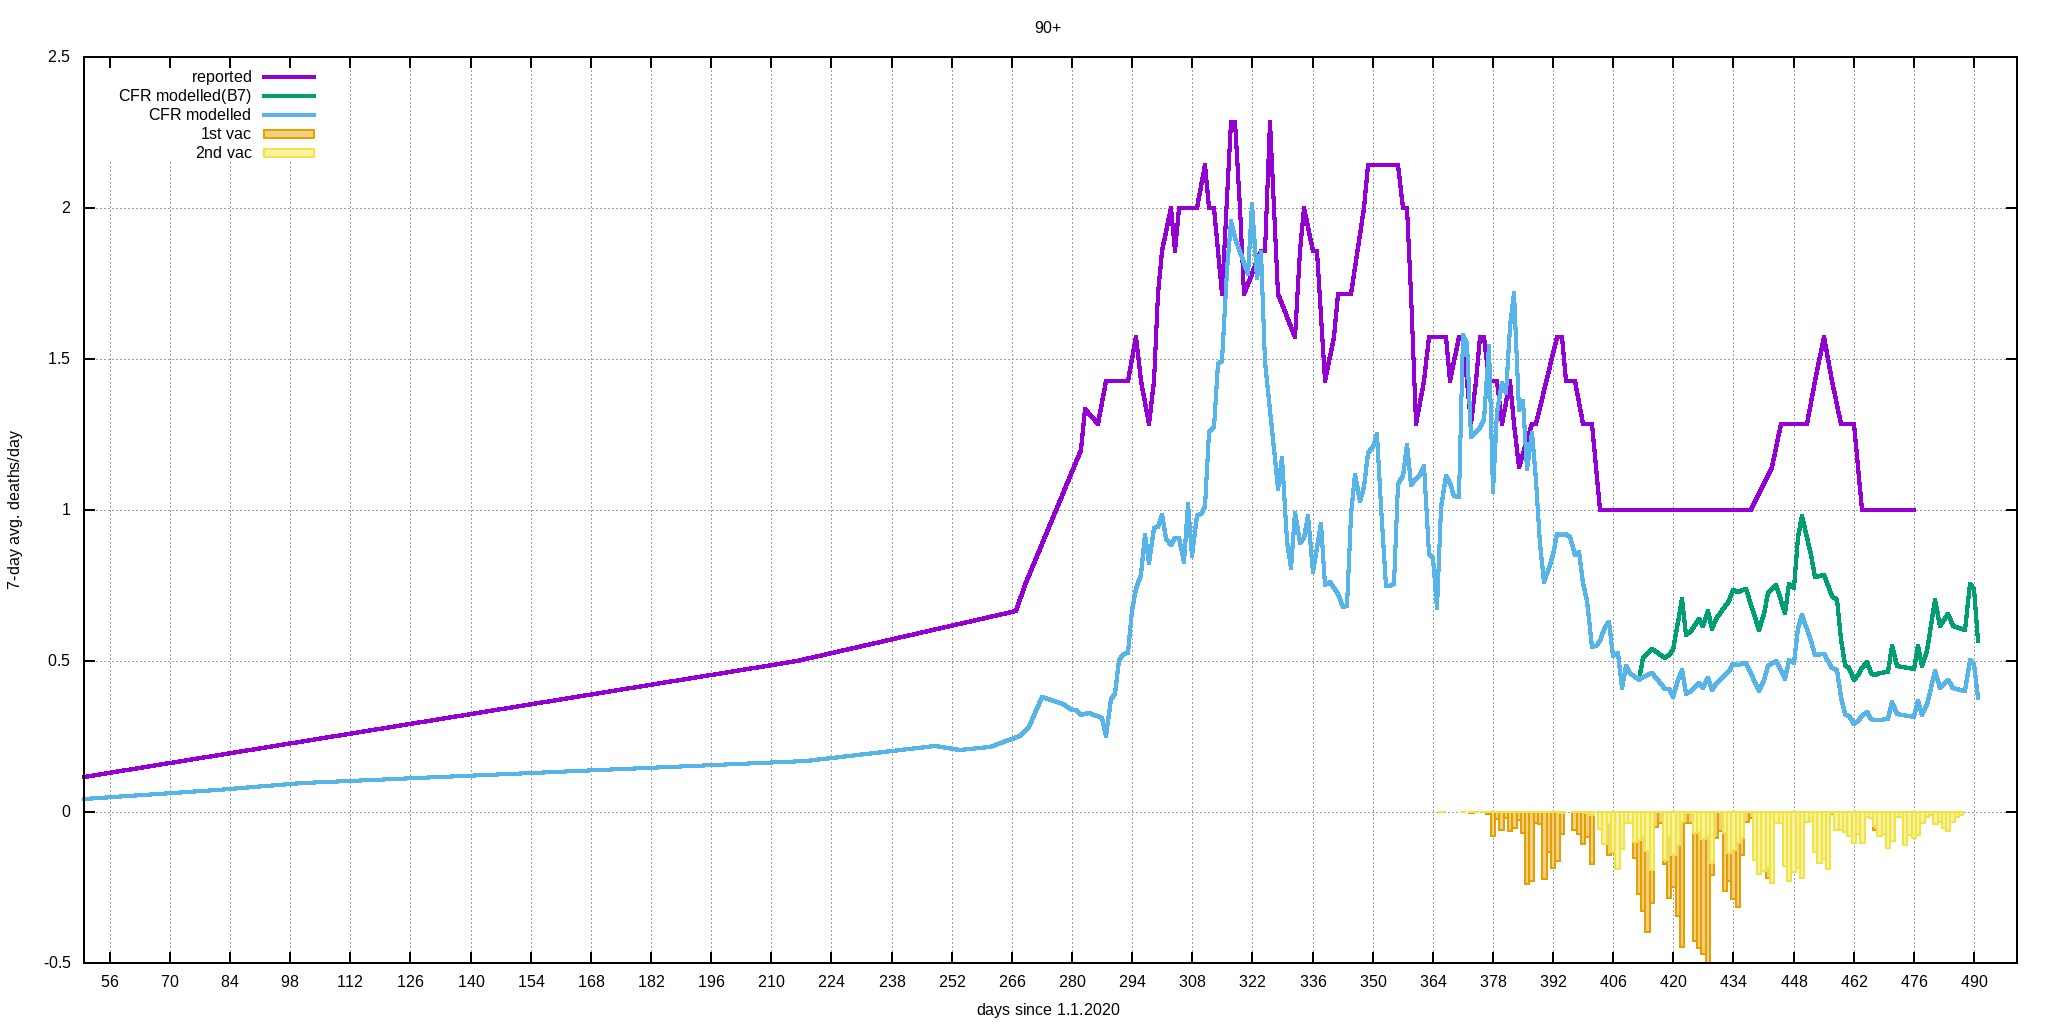 90+
reported
CFR modelled(B7)
CFR modelled
1st vac
2nd vac
7-day avg. deaths/day
2.5
2
1.5
1
0.5
0
-0.5
56 70 84 98 112 126 140 154 168 182 196 210 224 238 252 266 280 294 308 322 336 350 364 378 392 406 420 434 448 462 476 490
days since 1.1.2020